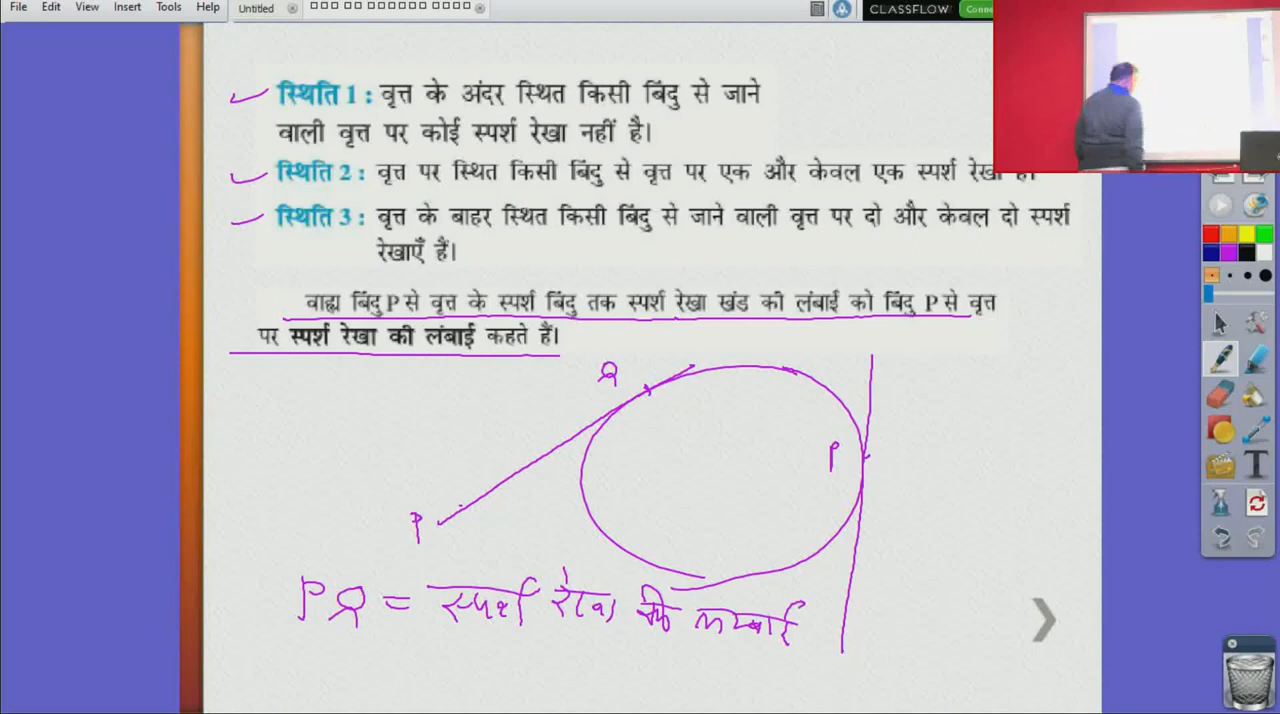 File Edit View Insert Tools Help
Untitled
CLASSFLOW Conne
स्थिति 1 : वृत्त के अंदर स्थित किसी बिंदु से जाने
वाली वृत्त पर कोई स्पर्श रेखा नहीं है।
स्थिति 2 : वृत्त पर स्थित किसी बिंदु से वृत्त पर एक और केवल एक स्पर्श रेखा है।
स्थिति 3 : वृत्त के बाहर स्थित किसी बिंदु से जाने वाली वृत्त पर दो और केवल दो स्पर्श
रेखाएँ हैं।
वाह्य बिंदु P से वृत्त के स्पर्श बिंदु तक स्पर्श रेखा खंड की लंबाई को बिंदु P से वृत्त
पर स्पर्श रेखा की लंबाई कहते हैं।
Q
P
P
PQ = स्पर्श रेखा की लम्बाई
T